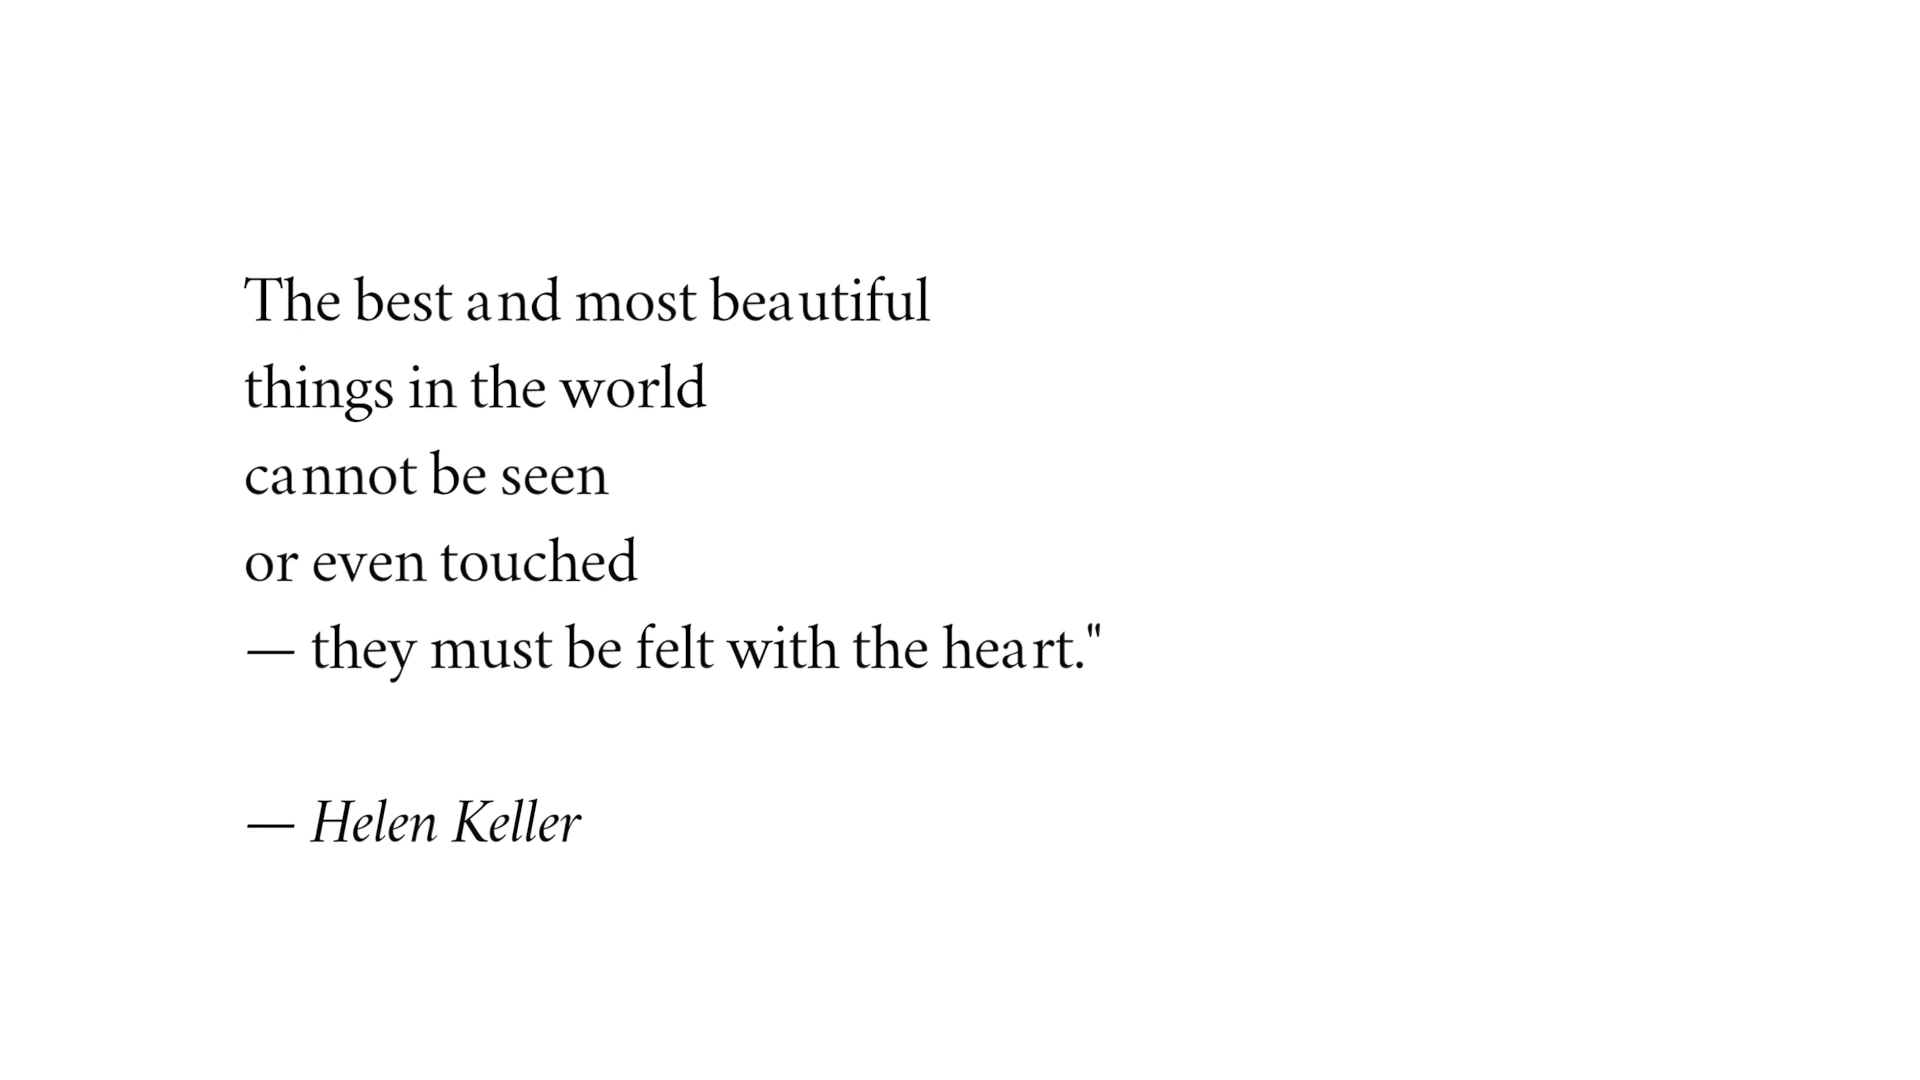 The best and most beautiful
things in the world
cannot be seen
or even touched
— they must be felt with the heart."
— Helen Keller